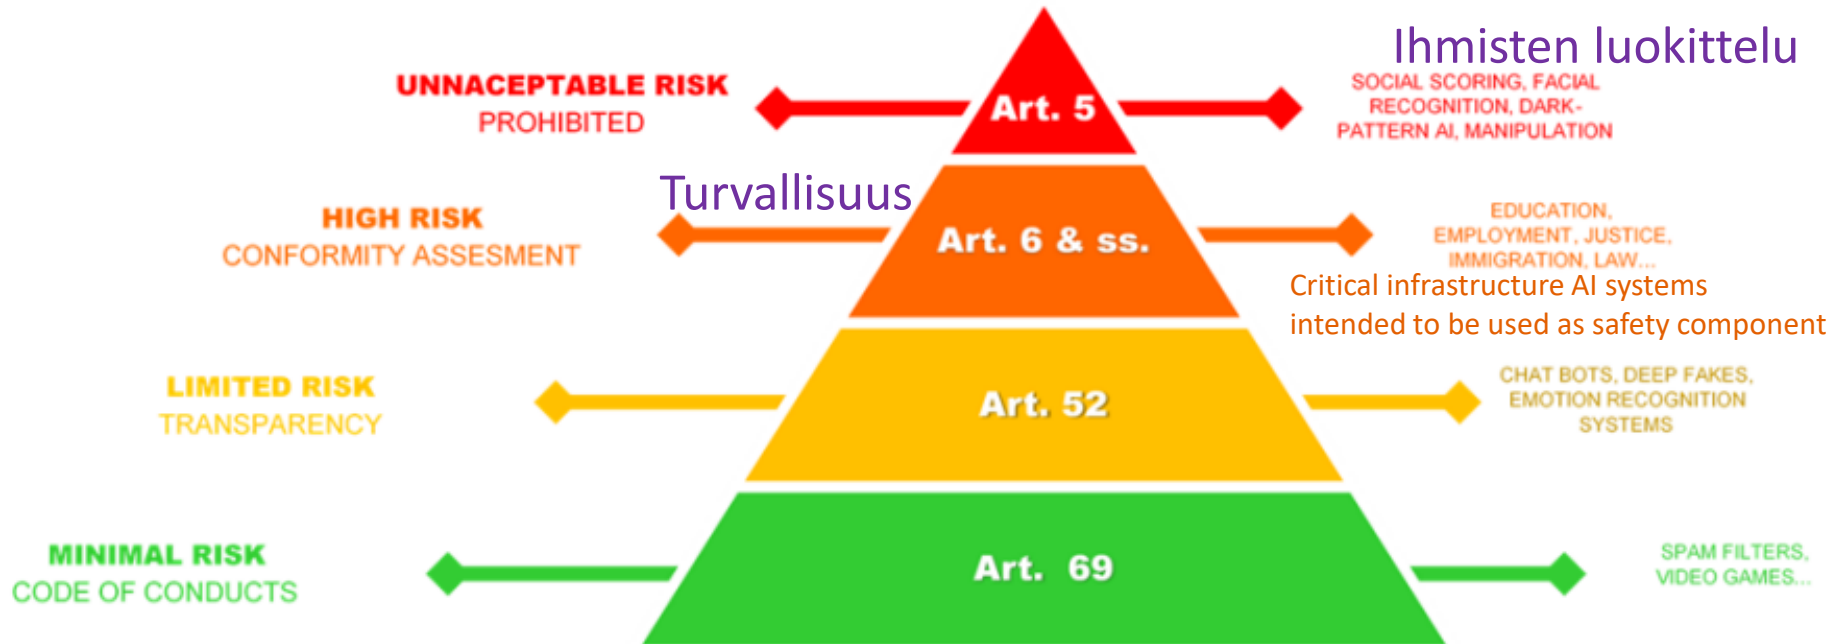 Ihmisten luokittelu
UNNACEPTABLE RISK
PROHIBITED
Art. 5
SOCIAL SCORING, FACIAL
RECOGNITION, DARK-
PATTERN AI, MANIPULATION
Turvallisuus
HIGH RISK
CONFORMITY ASSESMENT
Art. 6 & ss.
EDUCATION,
EMPLOYMENT, JUSTICE,
IMMIGRATION, LAW...
Critical infrastructure AI systems
intended to be used as safety component
LIMITED RISK
TRANSPARENCY
Art. 52
CHAT BOTS, DEEP FAKES,
EMOTION RECOGNITION
SYSTEMS
MINIMAL RISK
CODE OF CONDUCTS
Art. 69
SPAM FILTERS,
VIDEO GAMES...